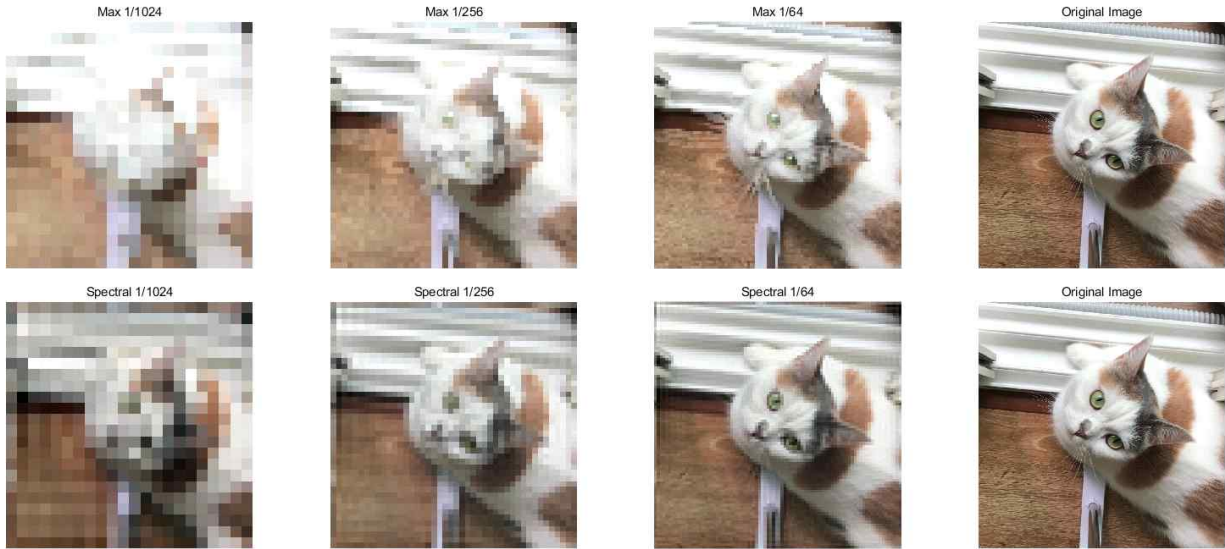 Max 1/1024
Max 1/256
Max 1/64
Original Image
Spectral 1/1024
Spectral 1/256
Spectral 1/64
Original Image